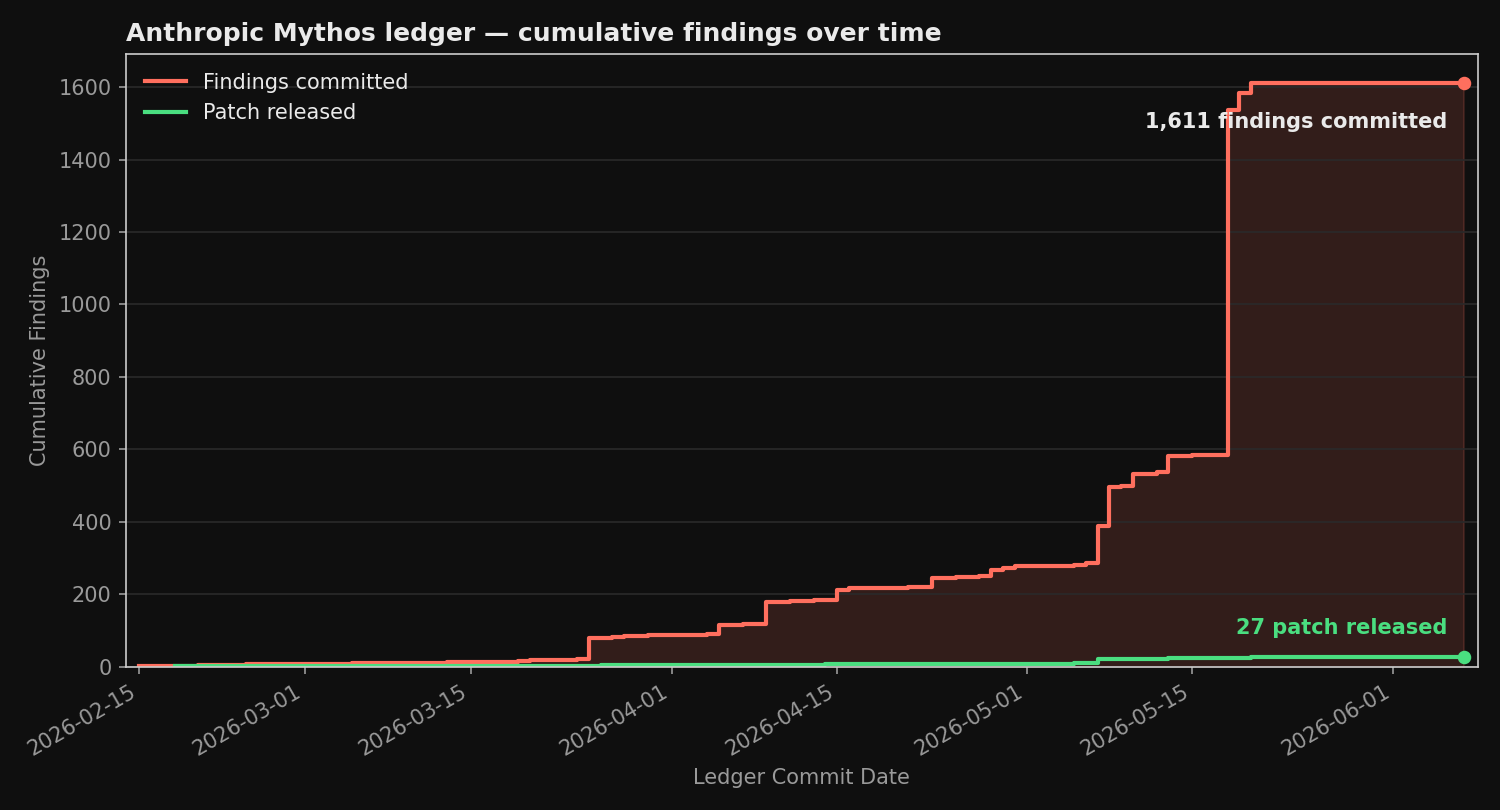 Anthropic Mythos ledger — cumulative findings over time
Findings committed
Patch released
1,611 findings committed
27 patch released
Cumulative Findings
1600
1400
1200
1000
800
600
400
200
0
2026-02-15
2026-03-01
2026-03-15
2026-04-01
2026-04-15
2026-05-01
2026-05-15
2026-06-01
Ledger Commit Date